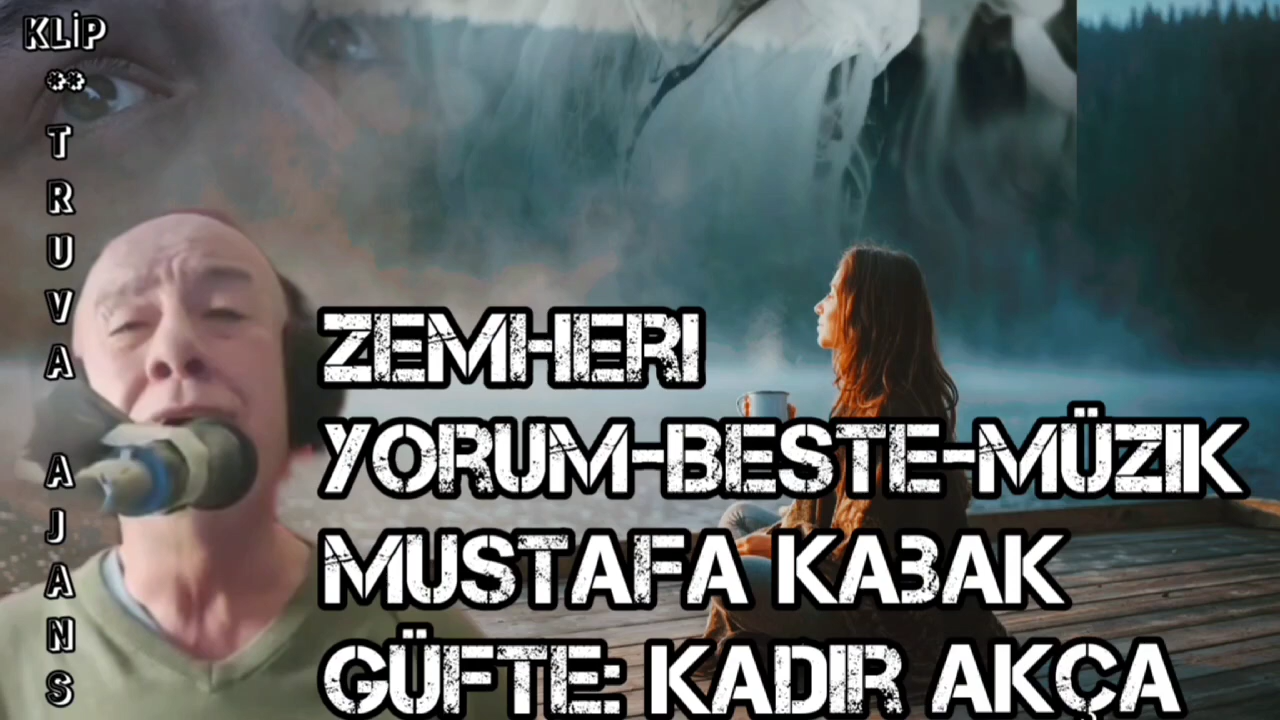 KLİP
**
TRUVA AJANS
ZEMHERI
YORUM-BESTE-MÜZIK
MUSTAFA KABAK
GÜFTE: KADIR AKÇA